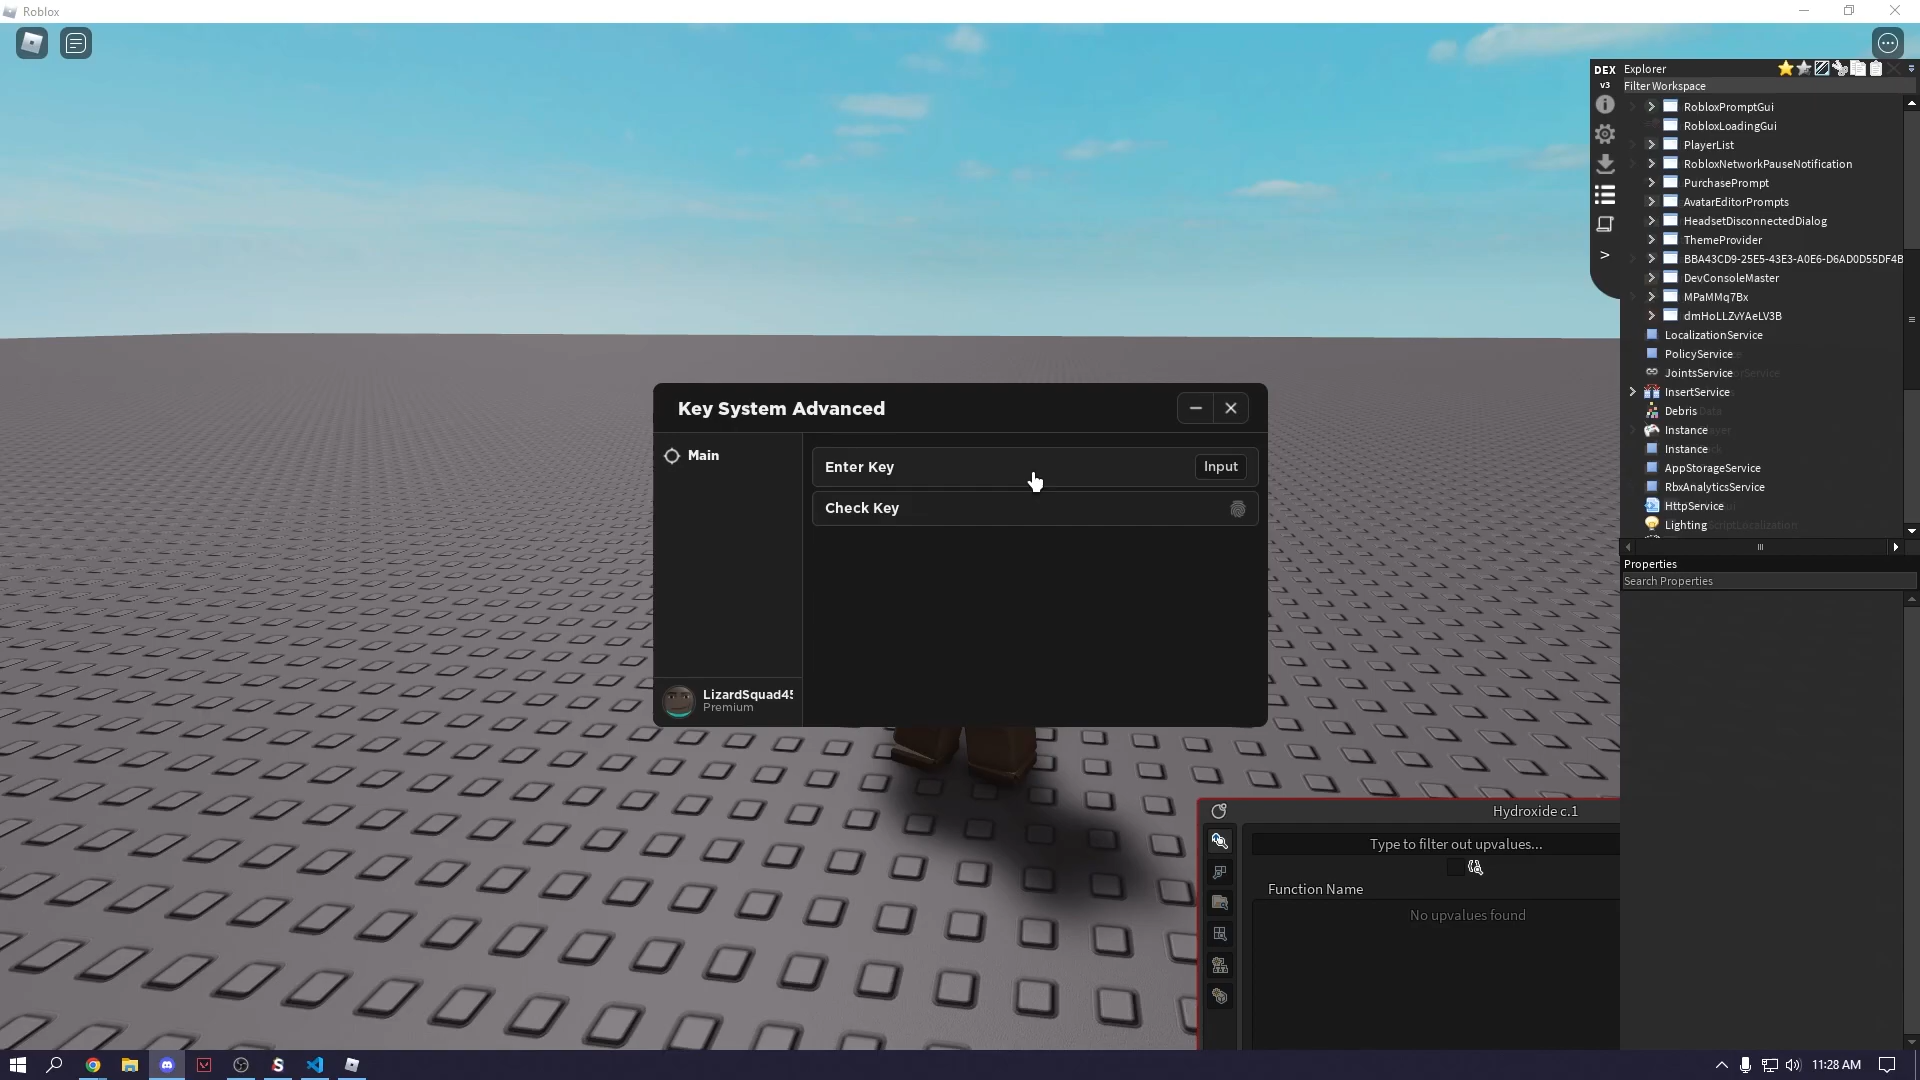 Roblox
DEX
v3
Explorer
Filter Workspace
RobloxPromptGui
RobloxLoadingGui
PlayerList
RobloxNetworkPauseNotification
PurchasePrompt
AvatarEditorPrompts
HeadsetDisconnectedDialog
ThemeProvider
BBA43CD9-25E5-43E3-A0E6-D6AD0D55DF4B
DevConsoleMaster
MPaMMq7Bx
dmHoLLZvYAeLV3B
LocalizationService
PolicyService
JointsService
InsertService
Debris
Instance
Instance
AppStorageService
RbxAnalyticsService
HttpService
Lighting
Properties
Search Properties
Key System Advanced
Main
Enter Key
Input
Check Key
LizardSquad45
Premium
Hydroxide c.1
Type to filter out upvalues...
Function Name
No upvalues found
11:28 AM